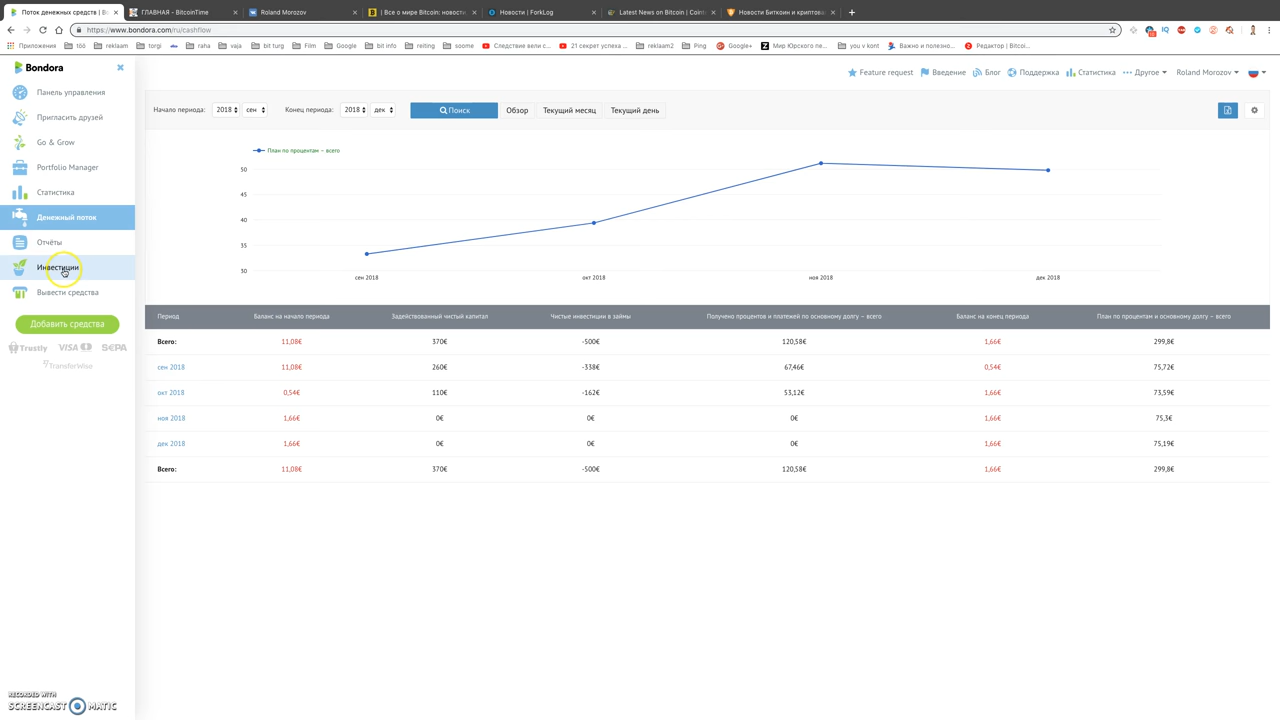 Поток денежных средств | Bo
ГЛАВНАЯ - BitcoinTime
Roland Morozov
| Все о мире Bitcoin: новост
Новости | ForkLog
Latest News on Bitcoin | Coin
Новости Биткоин и криптов
https://www.bondora.com/ru/cashflow
Приложения
töö
reklaam
torgi
raha
vaja
bit turg
Film
Google
bit info
reiting
soome
Следствие вели с...
21 секрет успеха ...
reklaam2
Ping
Google+
Мир Юрского пе...
you v kont
Важно и полезно...
Редактор | Bitcoi...
Bondora
Feature request
Введение
Блог
Поддержка
Статистика
Другое
Roland Morozov
Панель управления
Пригласить друзей
Go & Grow
Portfolio Manager
Статистика
Денежный поток
Отчёты
Инвестиции
Вывести средства
Добавить средства
Trustly
VISA
SEPA
TransferWise
Начало периода:
2018
сен
Конец периода:
2018
дек
Поиск
Обзор
Текущий месяц
Текущий день
План по процентам — всего
50
45
40
35
30
сен 2018
окт 2018
ноя 2018
дек 2018
Период Баланс на начало периода Задействованный чистый капитал Чистые инвестиции в займы Получено процентов и платежей по основному долгу — всего Баланс на конец периода План по процентам и основному долгу — всего
Всего: 11,08€ 370€ -500€ 120,58€ 1,66€ 299,8€
сен 2018 11,08€ 260€ -338€ 67,46€ 0,54€ 75,72€
окт 2018 0,54€ 110€ -162€ 53,12€ 1,66€ 73,59€
ноя 2018 1,66€ 0€ 0€ 0€ 1,66€ 75,3€
дек 2018 1,66€ 0€ 0€ 0€ 1,66€ 75,19€
Всего: 11,08€ 370€ -500€ 120,58€ 1,66€ 299,8€
RECORDED WITH
SCREENCAST MATIC